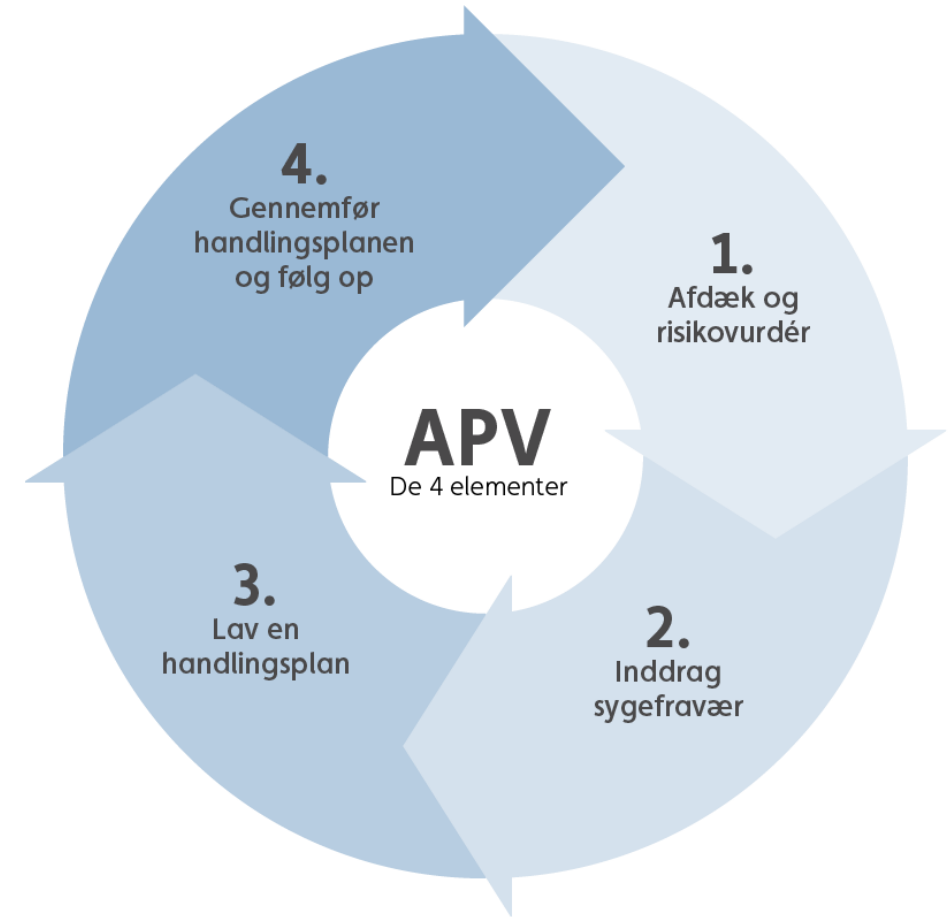 APV
De 4 elementer
1.
Afdæk og
risikovurdér
2.
Inddrag
sygefravær
3.
Lav en
handlingsplan
4.
Gennemfør
handlingsplanen
og følg op